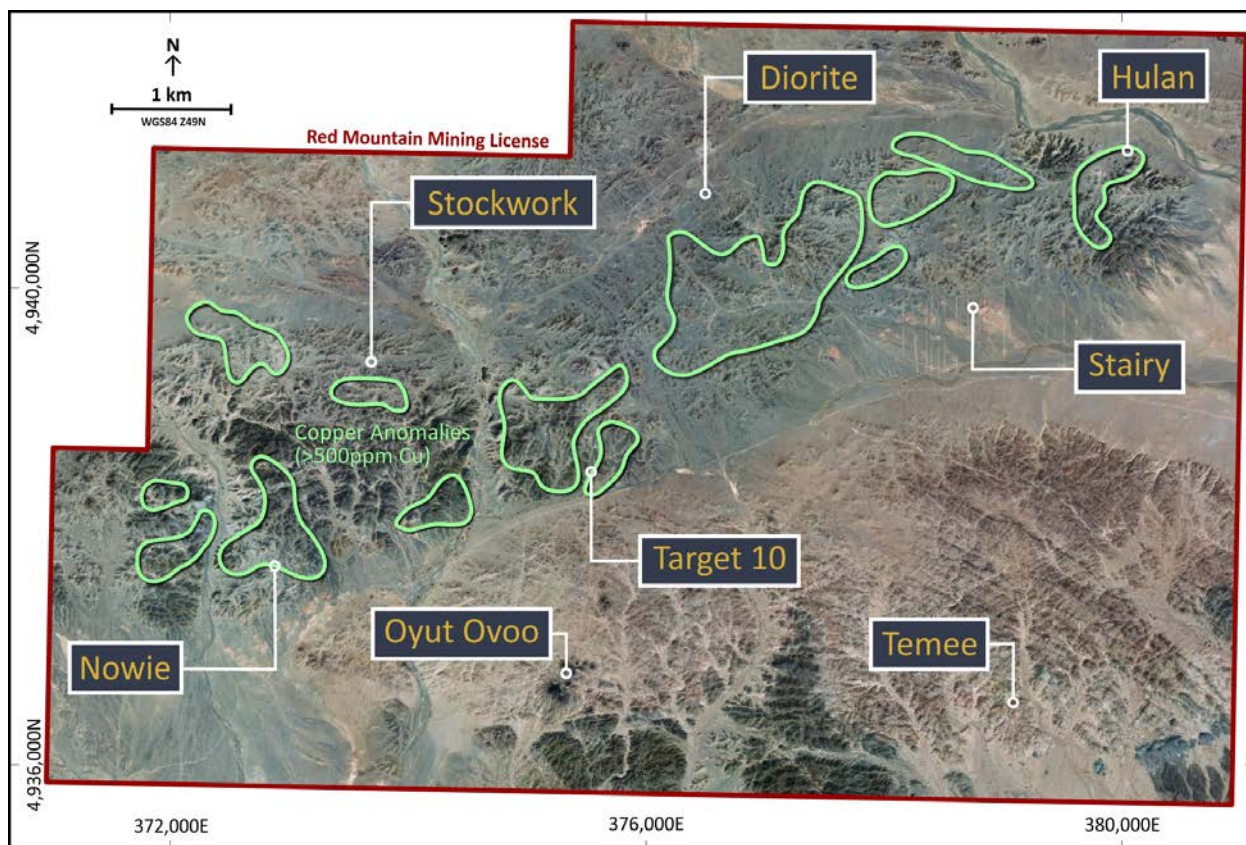 N
1 km
WGS84 Z49N
Red Mountain Mining License
Diorite
Hulan
Stockwork
4,940,000N
Stairy
Copper Anomalies
(>500ppm Cu)
Target 10
Oyut Ovoo
Temee
Nowie
4,936,000N
372,000E
376,000E
380,000E